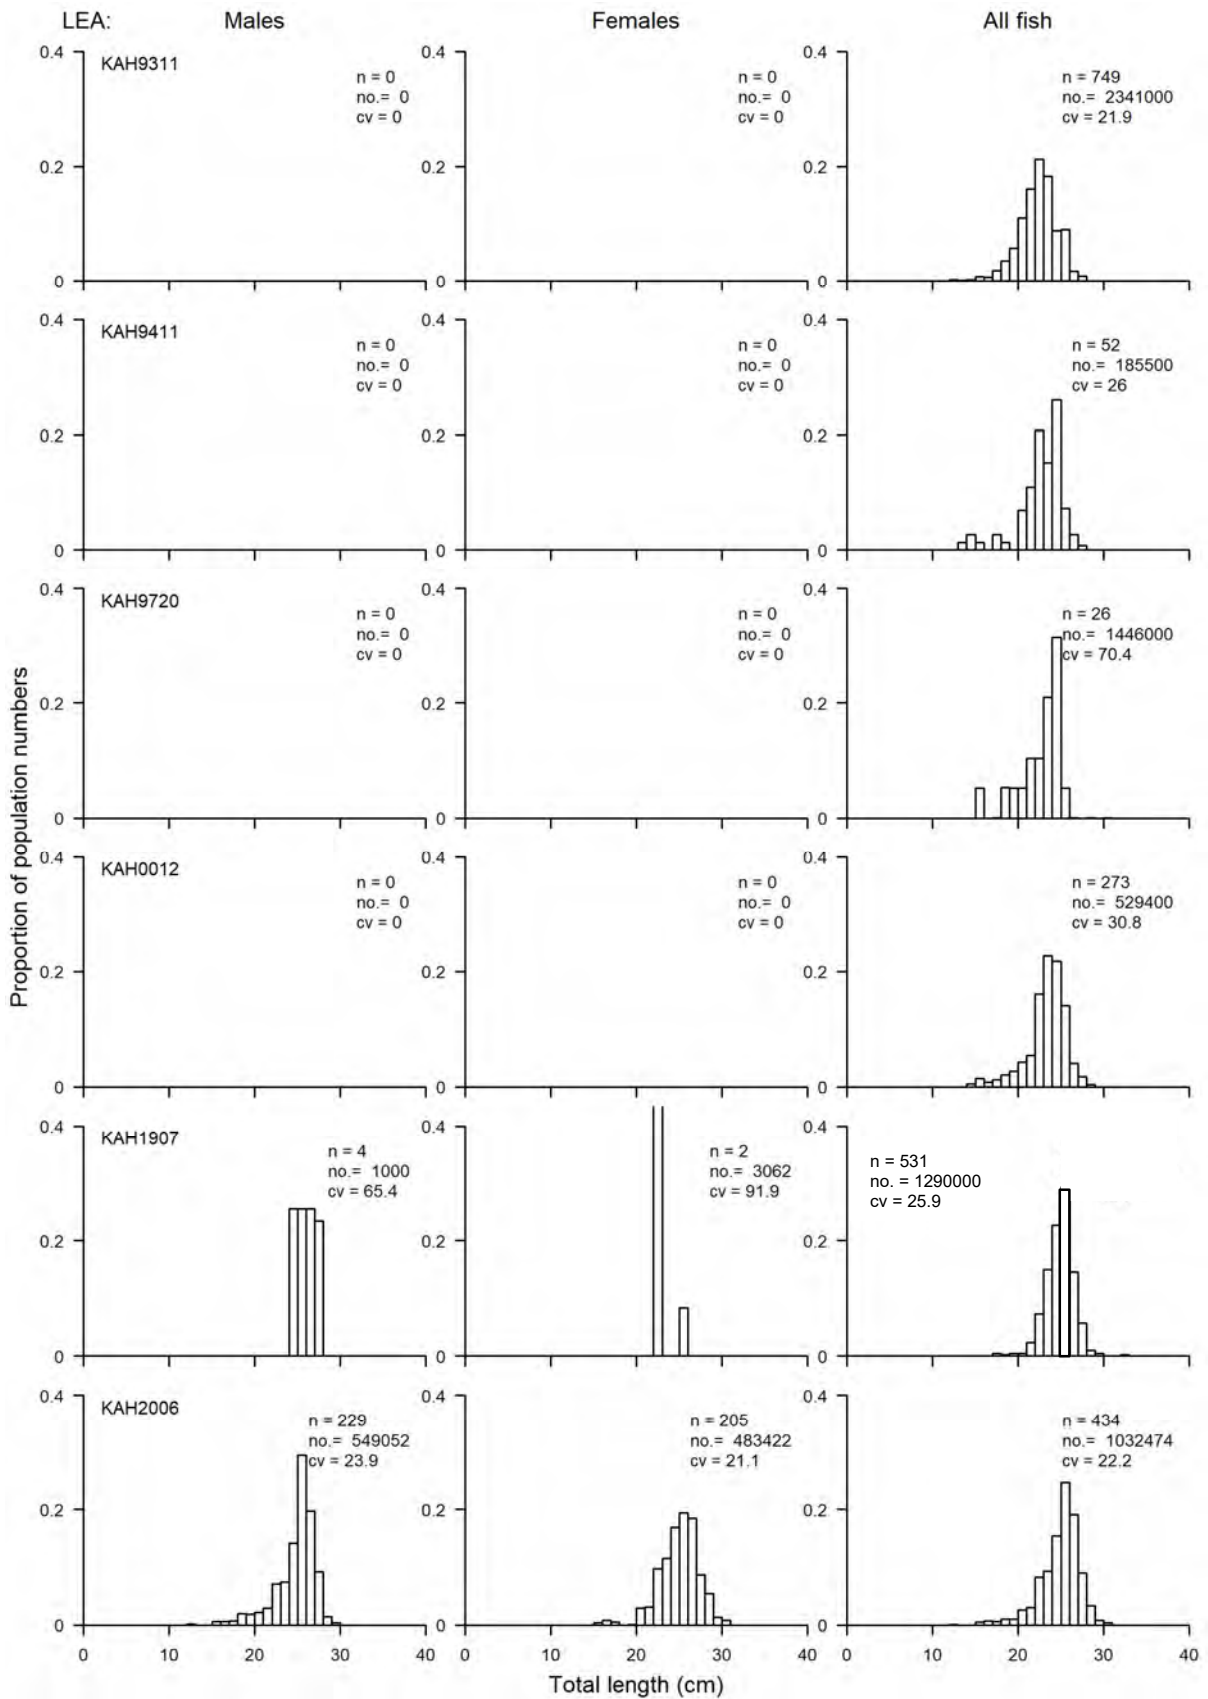 LEA: Males Females All fish
KAH9311
n = 0
no.= 0
cv = 0
n = 0
no.= 0
cv = 0
n = 749
no.= 2341000
cv = 21.9
0.4
0.2
0
0.4
0.2
0
0.4
0.2
0
KAH9411
n = 0
no.= 0
cv = 0
n = 0
no.= 0
cv = 0
n = 52
no.= 185500
cv = 26
0.4
0.2
0
0.4
0.2
0
0.4
0.2
0
KAH9720
n = 0
no.= 0
cv = 0
n = 0
no.= 0
cv = 0
n = 26
no.= 1446000
cv = 70.4
0.4
0.2
0
0.4
0.2
0
0.4
0.2
0
KAH0012
n = 0
no.= 0
cv = 0
n = 0
no.= 0
cv = 0
n = 273
no.= 529400
cv = 30.8
0.4
0.2
0
0.4
0.2
0
0.4
0.2
0
KAH1907
n = 4
no.= 1000
cv = 65.4
n = 2
no.= 3062
cv = 91.9
n = 531
no. = 1290000
cv = 25.9
0.4
0.2
0
0.4
0.2
0
0.4
0.2
0
KAH2006
n = 229
no.= 549052
cv = 23.9
n = 205
no.= 483422
cv = 21.1
n = 434
no.= 1032474
cv = 22.2
0.4
0.2
0
0.4
0.2
0
0.4
0.2
0
0 10 20 30 40 0 10 20 30 40 0 10 20 30 40
Total length (cm)
Proportion of population numbers